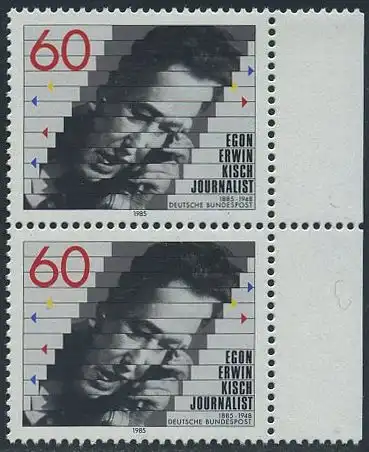 60
EGON
ERWIN
KISCH
JOURNALIST
1885-1948
DEUTSCHE BUNDESPOST
1985
60
EGON
ERWIN
KISCH
JOURNALIST
1885-1948
DEUTSCHE BUNDESPOST
1985